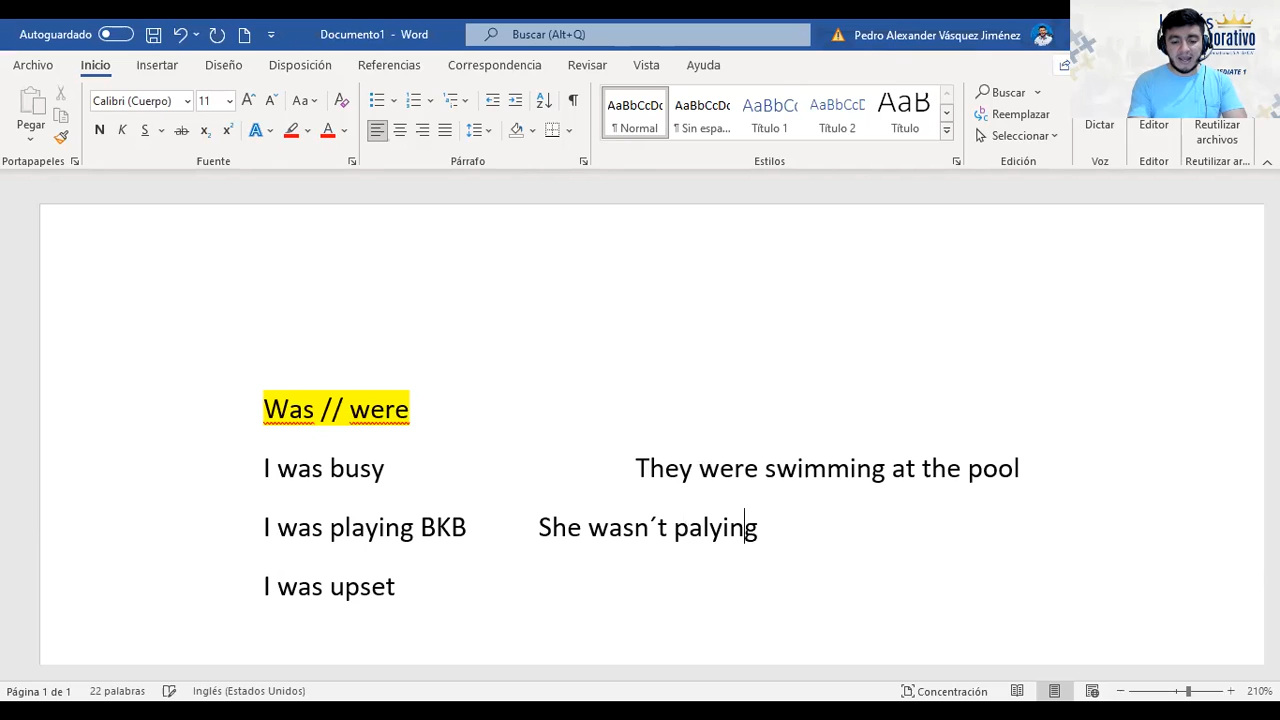 Autoguardado Documento1 - Word Buscar (Alt+Q) Pedro Alexander Vásquez Jiménez
Archivo Inicio Insertar Diseño Disposición Referencias Correspondencia Revisar Vista Ayuda
Pegar
Portapapeles
Calibri (Cuerpo) 11
N K S
Fuente
Párrafo
AaBbCcDc AaBbCcDc AaBbCc AaBbCcD AaB
¶ Normal ¶ Sin espa... Título 1 Título 2 Título
Estilos
Buscar
Reemplazar
Seleccionar
Edición
Dictar
Voz
Editor
Editor
Reutilizar
archivos
Reutilizar ar...
Was // were
I was busy They were swimming at the pool
I was playing BKB She wasn´t palying
I was upset
Página 1 de 1 22 palabras Inglés (Estados Unidos) Concentración 210%